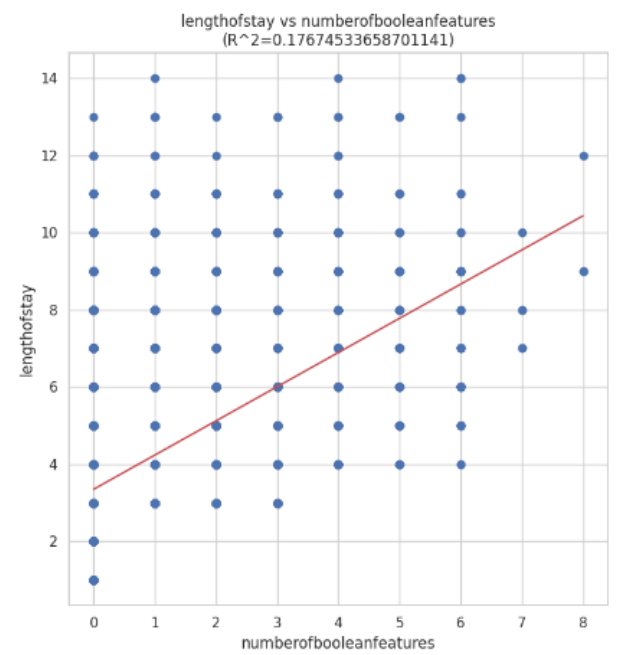 lengthofstay vs numberofbooleanfeatures
(R^2=0.17674533658701141)
14
12
10
8
6
4
2
lengthofstay
0 1 2 3 4 5 6 7 8
numberofbooleanfeatures